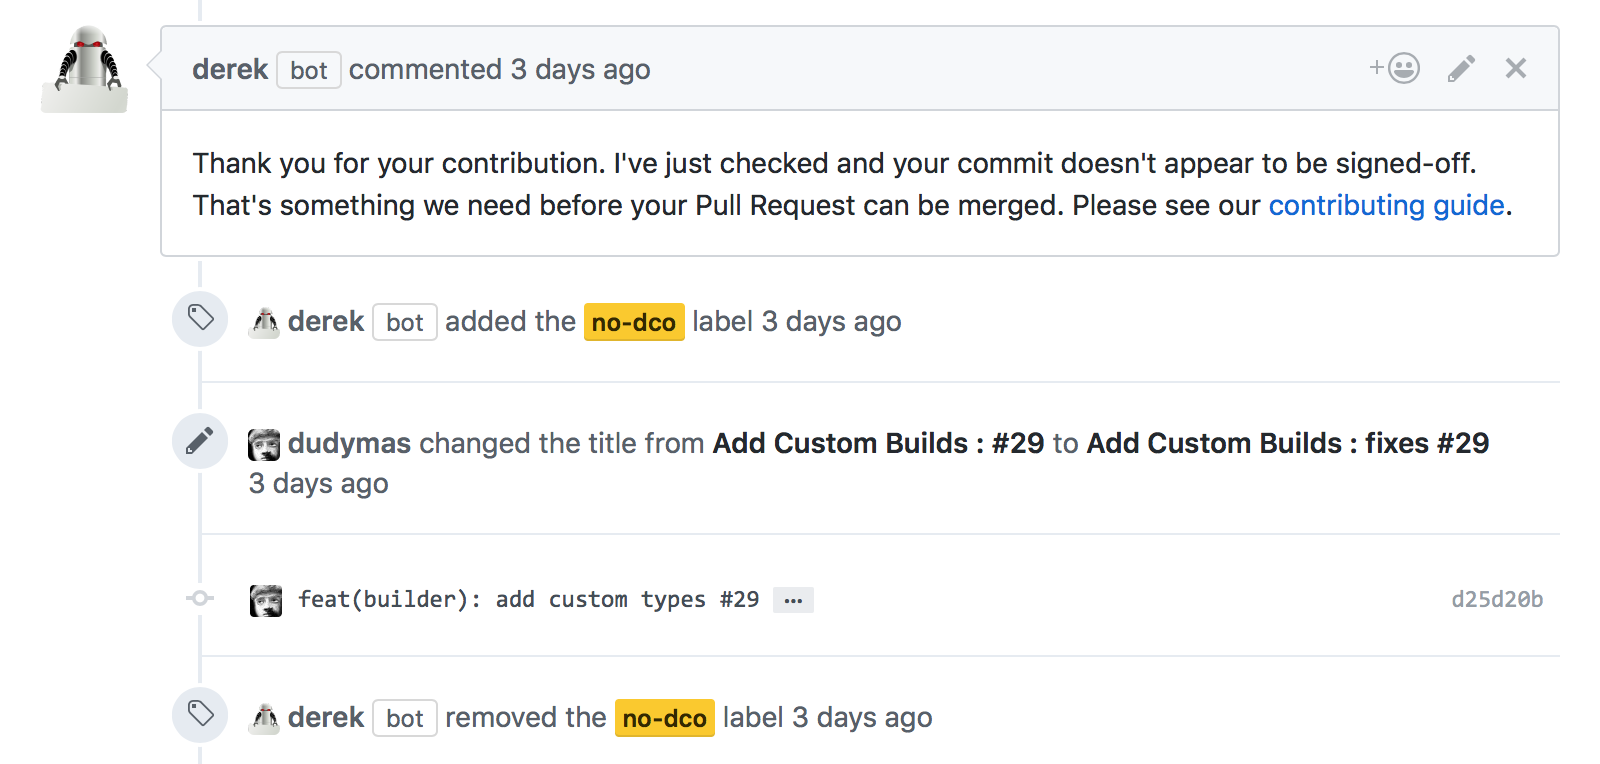 derek bot commented 3 days ago
Thank you for your contribution. I've just checked and your commit doesn't appear to be signed-off.
That's something we need before your Pull Request can be merged. Please see our contributing guide.
derek bot added the no-dco label 3 days ago
dudymas changed the title from Add Custom Builds : #29 to Add Custom Builds : fixes #29
3 days ago
feat(builder): add custom types #29 … d25d20b
derek bot removed the no-dco label 3 days ago